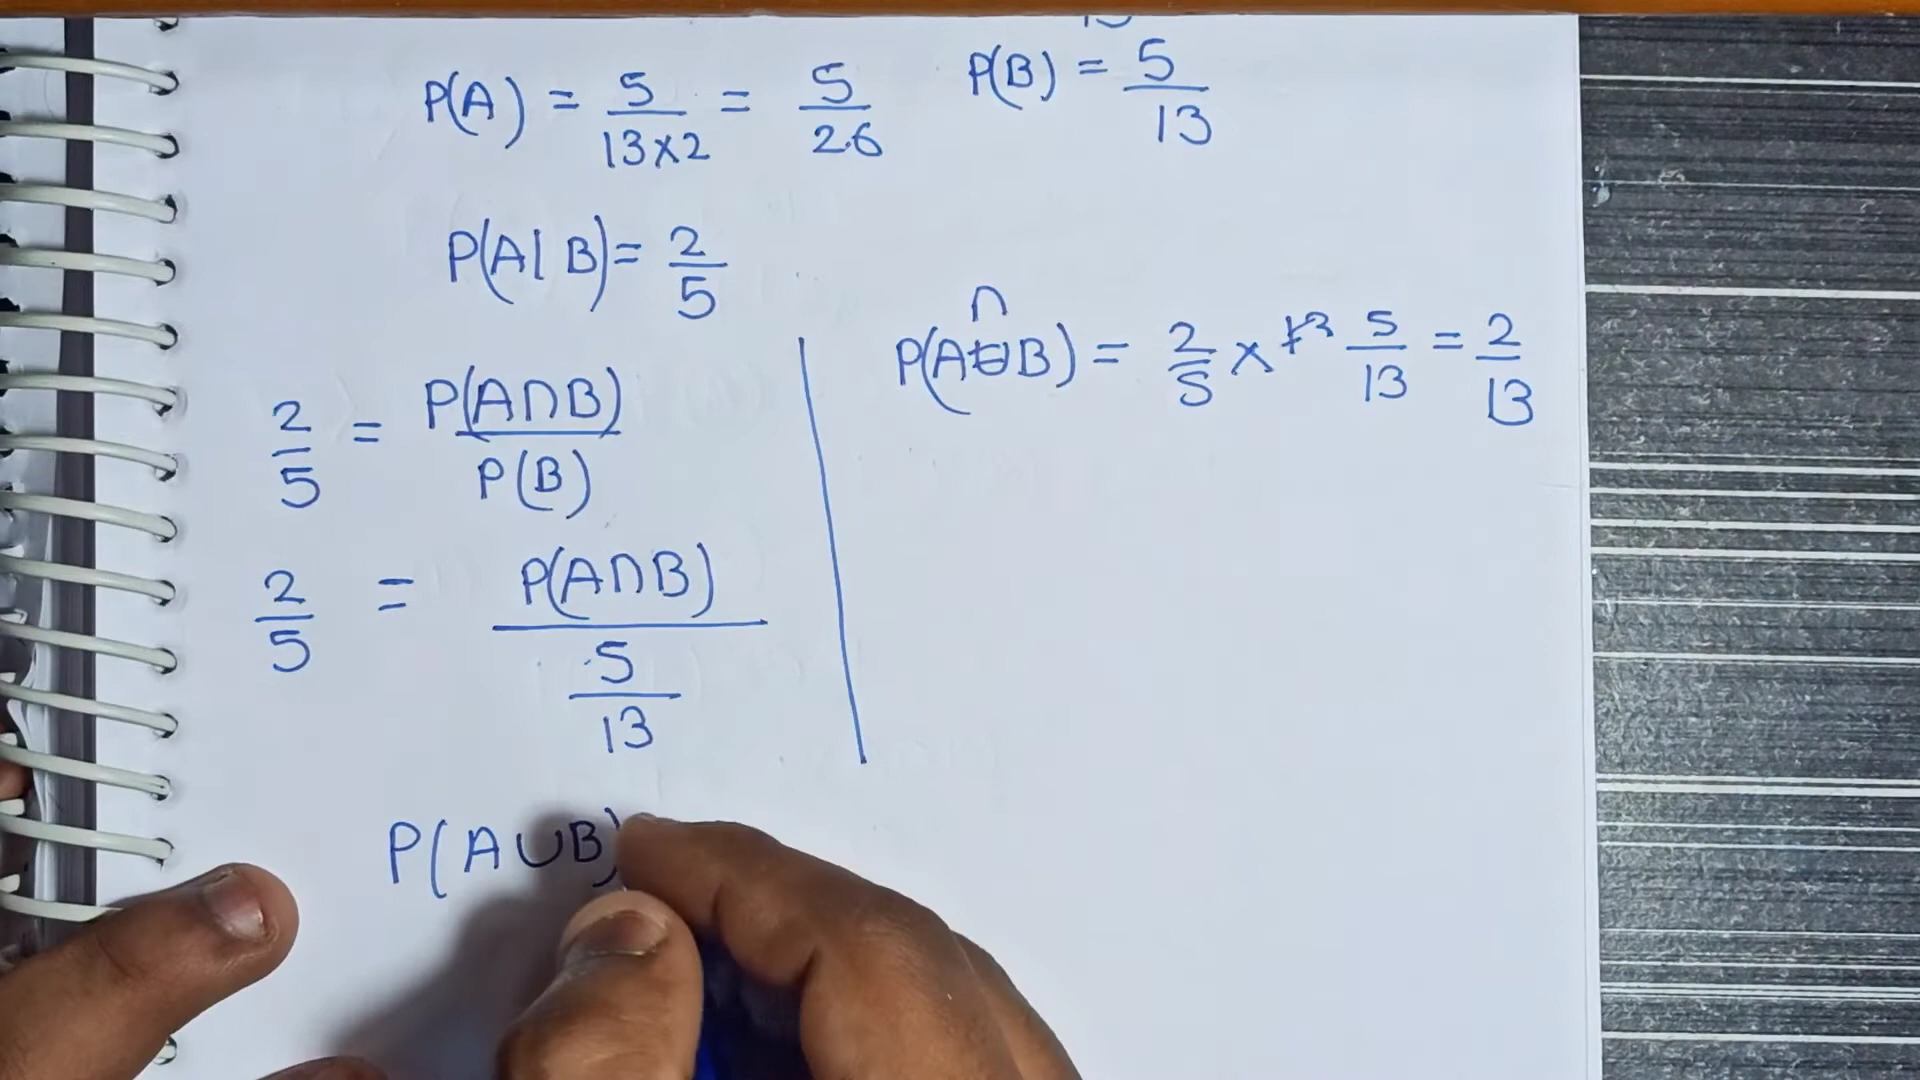 P(A) = 5/13×2 = 5/26
P(B) = 5/13
P(A|B) = 2/5
2/5 = P(A∩B)/P(B)
2/5 = P(A∩B)/(5/13)
∩
P(A B) = 2/5 × 5/13 = 2/13
P(A∪B)